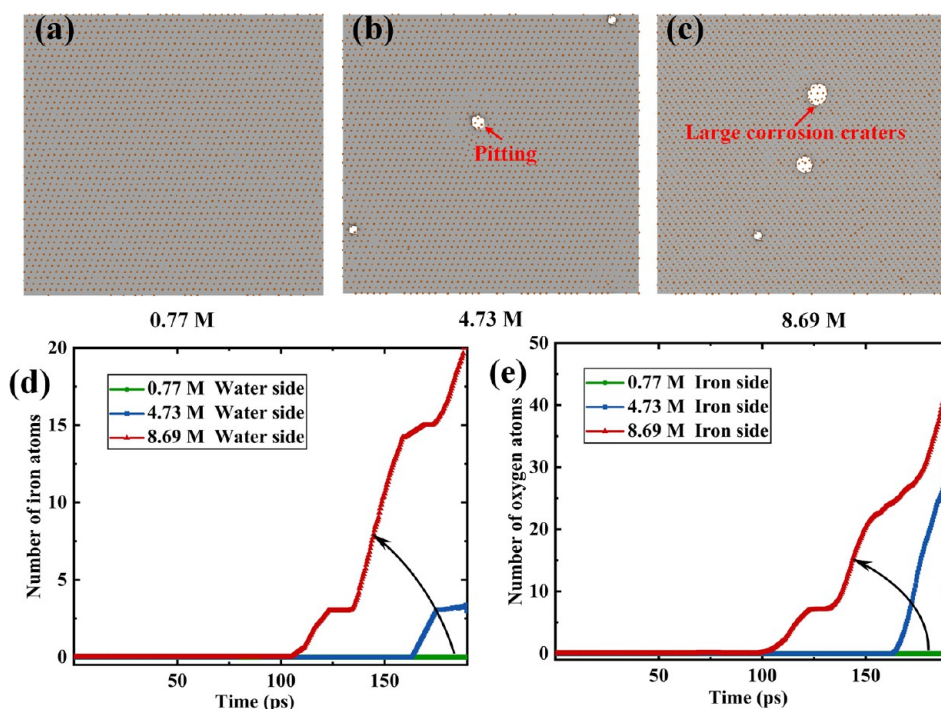 (a)
(b)
(c)
Pitting
Large corrosion craters
0.77 M
4.73 M
8.69 M
(d)
20
15
10
5
0
50
100
150
Number of iron atoms
Time (ps)
0.77 M Water side
4.73 M Water side
8.69 M Water side
(e)
50
40
30
20
10
0
50
100
150
Number of oxygen atoms
Time (ps)
0.77 M Iron side
4.73 M Iron side
8.69 M Iron side